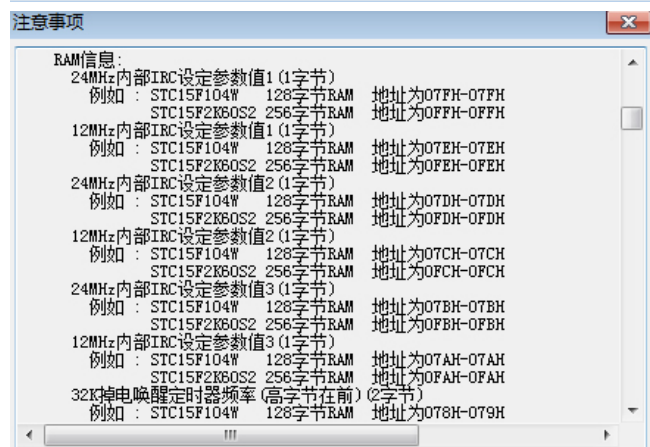 注意事项
RAM信息:
24MHz内部IRC设定参数值1(1字节)
例如 : STC15F104W 128字节RAM 地址为07FH-07FH
STC15F2K60S2 256字节RAM 地址为0FFH-0FFH
12MHz内部IRC设定参数值1(1字节)
例如 : STC15F104W 128字节RAM 地址为07EH-07EH
STC15F2K60S2 256字节RAM 地址为0FEH-0FEH
24MHz内部IRC设定参数值2(1字节)
例如 : STC15F104W 128字节RAM 地址为07DH-07DH
STC15F2K60S2 256字节RAM 地址为0FDH-0FDH
12MHz内部IRC设定参数值2(1字节)
例如 : STC15F104W 128字节RAM 地址为07CH-07CH
STC15F2K60S2 256字节RAM 地址为0FCH-0FCH
24MHz内部IRC设定参数值3(1字节)
例如 : STC15F104W 128字节RAM 地址为07BH-07BH
STC15F2K60S2 256字节RAM 地址为0FBH-0FBH
12MHz内部IRC设定参数值3(1字节)
例如 : STC15F104W 128字节RAM 地址为07AH-07AH
STC15F2K60S2 256字节RAM 地址为0FAH-0FAH
32K掉电唤醒定时器频率(高字节在前)(2字节)
例如 : STC15F104W 128字节RAM 地址为078H-079H